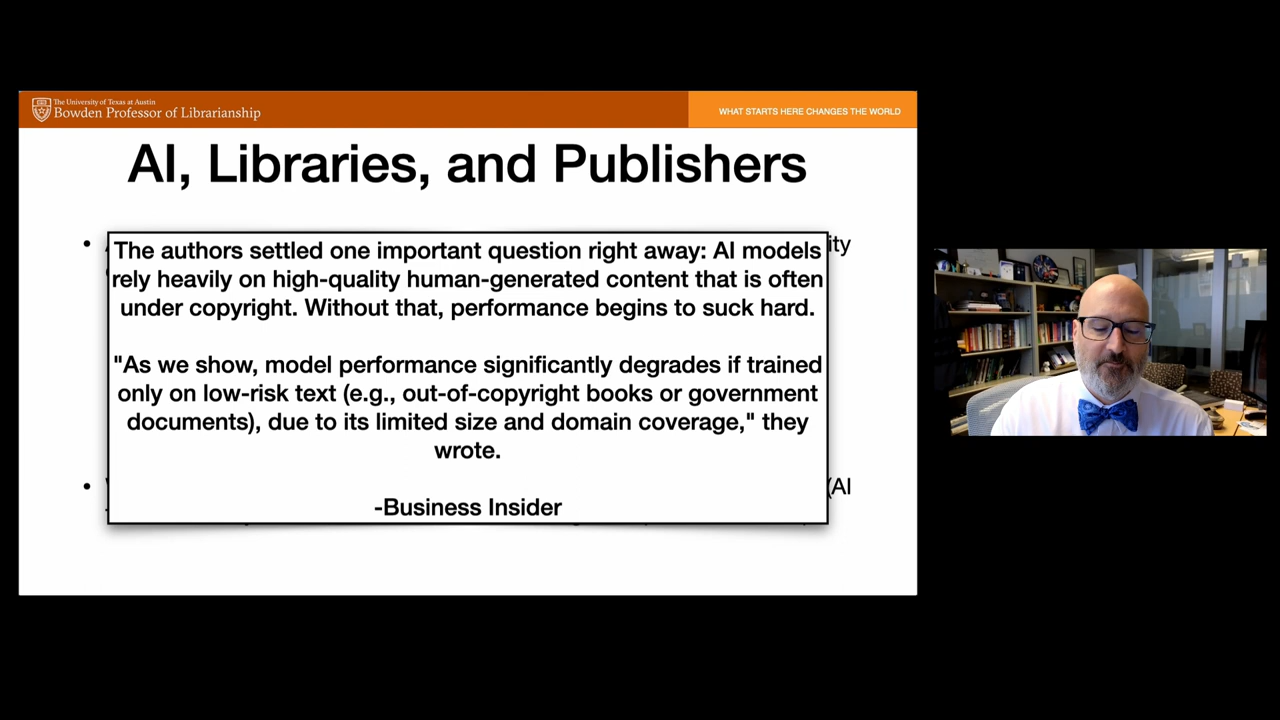 The University of Texas at Austin
Bowden Professor of Librarianship
WHAT STARTS HERE CHANGES THE WORLD
AI, Libraries, and Publishers
The authors settled one important question right away: AI models
rely heavily on high-quality human-generated content that is often
under copyright. Without that, performance begins to suck hard.
"As we show, model performance significantly degrades if trained
only on low-risk text (e.g., out-of-copyright books or government
documents), due to its limited size and domain coverage," they
wrote.
-Business Insider
(AI